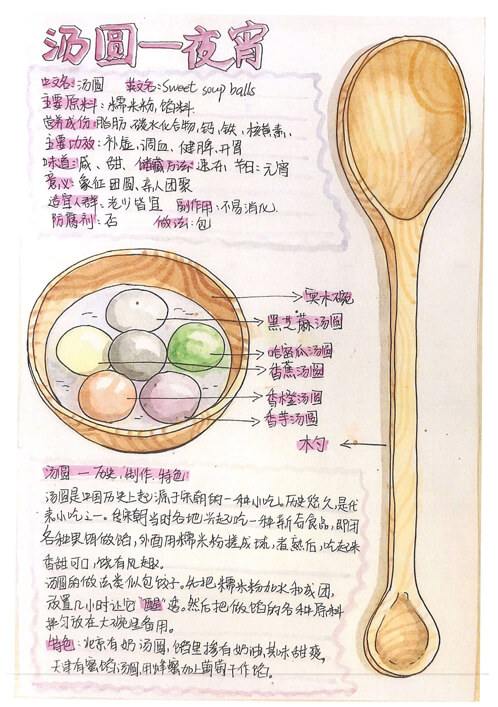 汤圆—夜宵
中文名:汤圆 英文名:Sweet soup balls
主要原料:糯米粉,馅料
营养成份:脂肪、碳水化合物、钙、铁、核黄素、
主要功效:补虚、调血、健脾、开胃
味道:咸、甜、储藏方法:速冻、节日:元宵
意义:象征团圆、亲人团聚
适宜人群:老少皆宜 副作用:不易消化.
防腐剂:否 做法:包
实木碗
黑芝麻汤圆
哈密瓜汤圆
香蕉汤圆
香橙汤圆
香芋汤圆
木勺
汤圆—历史,制作,特色
汤圆是中国历史上起源于宋朝的一种小吃。历史悠久,是代
表小吃之一。传宋朝当时各地兴起吃一种新奇食品,即用
各种果饵做馅,外面用糯米粉搓成球,煮熟后,吃起来
香甜可口,饶有风趣.
汤圆的做法类似包饺子。先把糯米粉加水和成团,
放置几小时让它"醒"透。然后把做馅的各种原料
拌匀放在大碗里备用。
特色:北京有奶汤圆,馅里掺有奶油,其味甜爽。
天津有蜜馅汤圆,用蜂蜜加上葡萄干作馅。